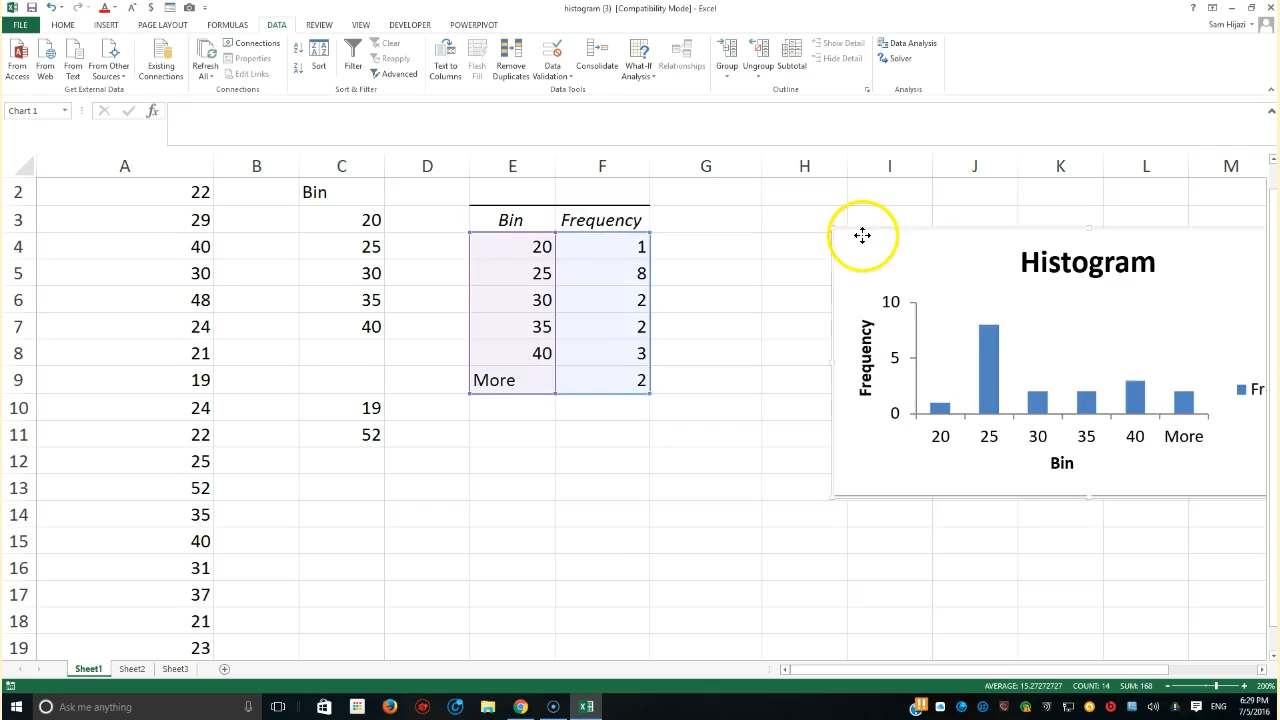 histogram (3) [Compatibility Mode] - Excel
FILE HOME INSERT PAGE LAYOUT FORMULAS DATA REVIEW VIEW DEVELOPER POWERPIVOT Sam Hijazi
From Access From Web From Text From Other Sources Existing Connections Refresh All Connections Properties Edit Links Sort Filter Clear Reapply Advanced Text to Columns Flash Fill Remove Duplicates Data Validation Consolidate What-If Analysis Relationships Group Ungroup Subtotal Show Detail Hide Detail Data Analysis Solver
Get External Data Connections Sort & Filter Data Tools Outline Analysis
Chart 1 fx
A B C D E F G H I J K L M
2 22 Bin
3 29 20 Bin Frequency
4 40 25 20 1
5 30 30 25 8
6 48 35 30 2
7 24 40 35 2
8 21 40 3
9 19 More 2
10 24 19
11 22 52
12 25
13 52
14 35
15 40
16 31
17 37
18 21
19 23
Histogram
Frequency
10
5
0
20 25 30 35 40 More
Bin
Fr
Sheet1 Sheet2 Sheet3
AVERAGE: 15.27272727 COUNT: 14 SUM: 168 200%
Ask me anything
ENG 6:29 PM
7/5/2016